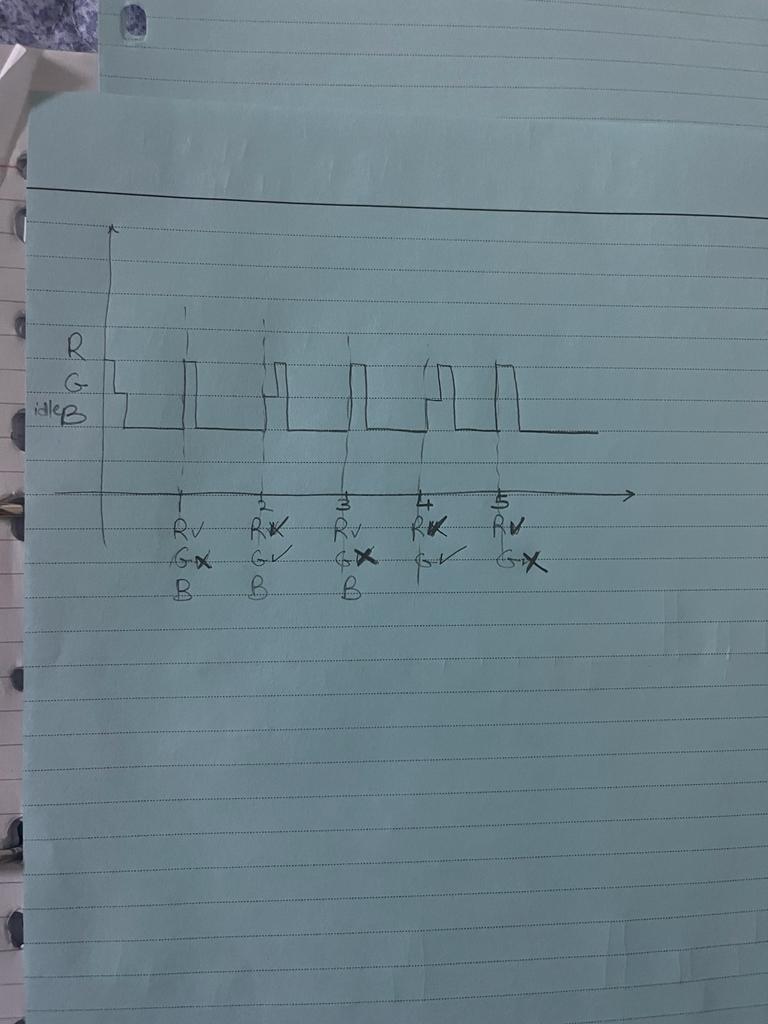 R
G
idle B
1 2 3 4 5
R✓ R✗ R✓ R✗ R✓
G✗ G✓ G✗ G✓ G✗
B B B